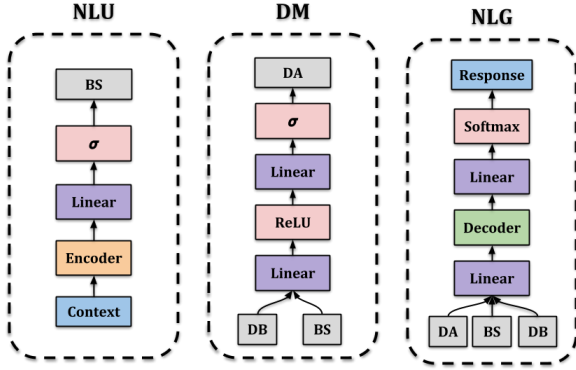 NLU
BS
σ
Linear
Encoder
Context
DM
DA
σ
Linear
ReLU
Linear
DB BS
NLG
Response
Softmax
Linear
Decoder
Linear
DA BS DB